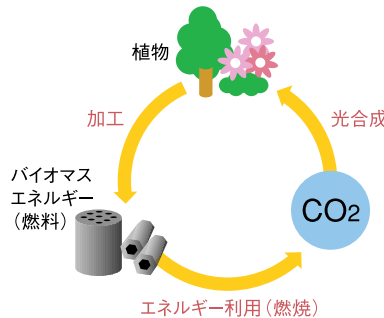 植物
加工
光合成
バイオマス
エネルギー
（燃料）
CO2
エネルギー利用（燃焼）